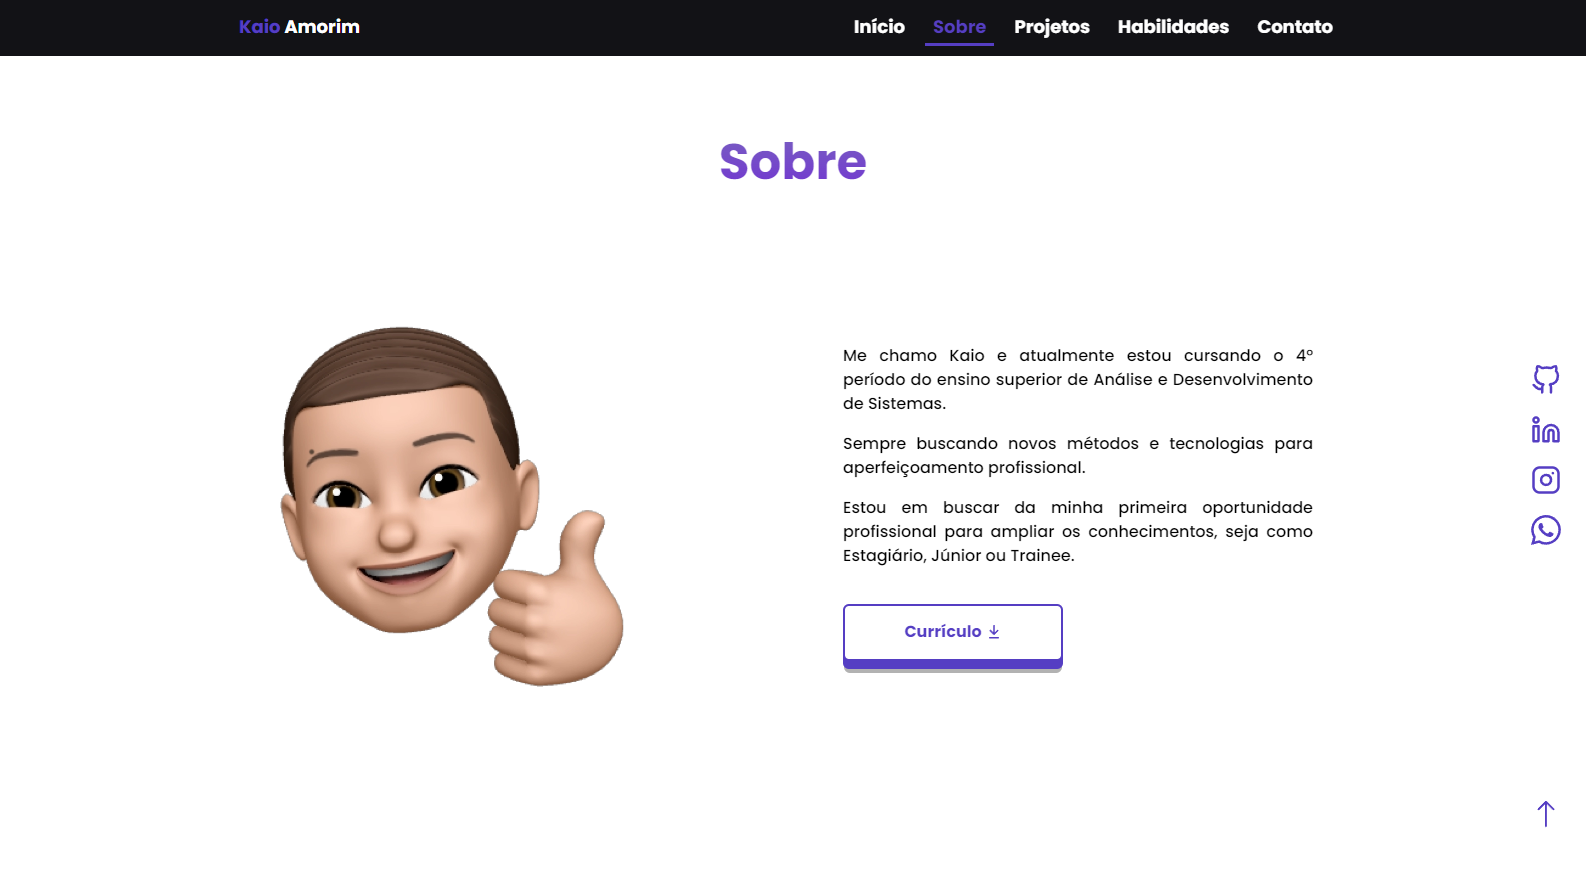 Kaio Amorim
Início Sobre Projetos Habilidades Contato
Sobre
Me chamo Kaio e atualmente estou cursando o 4º
período do ensino superior de Análise e Desenvolvimento
de Sistemas.
Sempre buscando novos métodos e tecnologias para
aperfeiçoamento profissional.
Estou em buscar da minha primeira oportunidade
profissional para ampliar os conhecimentos, seja como
Estagiário, Júnior ou Trainee.
Currículo